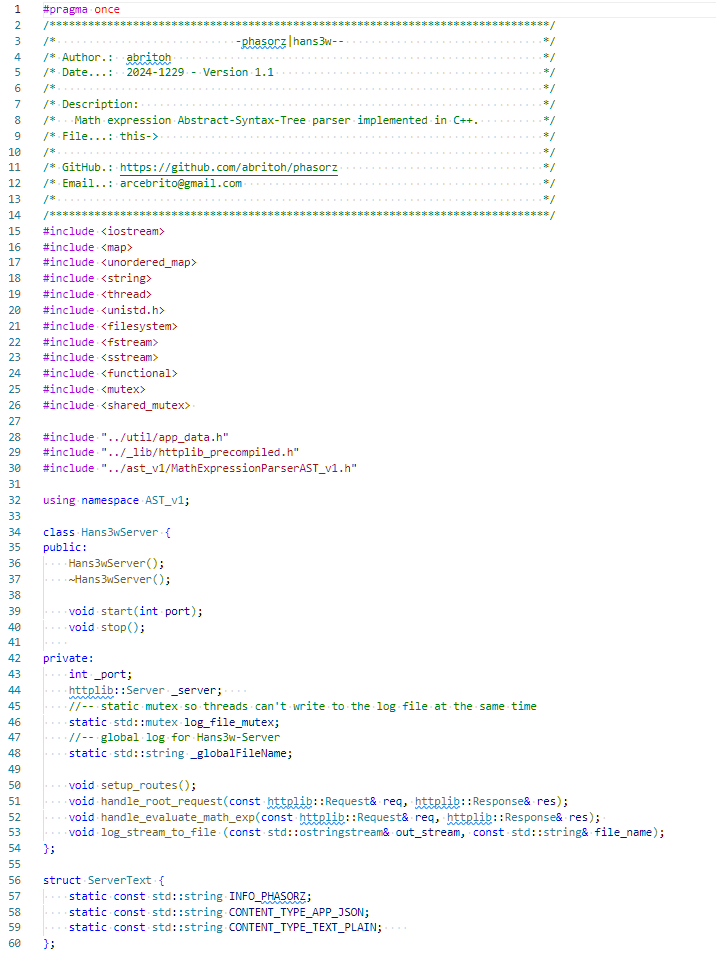 1 #pragma once
2 /******************************************************************************/
3 /* -phasorz|hans3w-- */
4 /* Author.: abritoh */
5 /* Date...: 2024-1229 - Version 1.1 */
6 /* */
7 /* Description: */
8 /* Math expression Abstract-Syntax-Tree parser implemented in C++. */
9 /* File...: this-> */
10 /* */
11 /* GitHub.: https://github.com/abritoh/phasorz */
12 /* Email..: arcebrito@gmail.com */
13 /* */
14 /******************************************************************************/
15 #include <iostream>
16 #include <map>
17 #include <unordered_map>
18 #include <string>
19 #include <thread>
20 #include <unistd.h>
21 #include <filesystem>
22 #include <fstream>
23 #include <sstream>
24 #include <functional>
25 #include <mutex>
26 #include <shared_mutex>
27
28 #include "../util/app_data.h"
29 #include "../_lib/httplib_precompiled.h"
30 #include "../ast_v1/MathExpressionParserAST_v1.h"
31
32 using namespace AST_v1;
33
34 class Hans3wServer {
35 public:
36     Hans3wServer();
37     ~Hans3wServer();
38
39     void start(int port);
40     void stop();
41
42 private:
43     int _port;
44     httplib::Server _server;
45     //-- static mutex so threads can't write to the log file at the same time
46     static std::mutex log_file_mutex;
47     //-- global log for Hans3w-Server
48     static std::string _globalFileName;
49
50     void setup_routes();
51     void handle_root_request(const httplib::Request& req, httplib::Response& res);
52     void handle_evaluate_math_exp(const httplib::Request& req, httplib::Response& res);
53     void log_stream_to_file (const std::ostringstream& out_stream, const std::string& file_name);
54 };
55
56 struct ServerText {
57     static const std::string INFO_PHASORZ;
58     static const std::string CONTENT_TYPE_APP_JSON;
59     static const std::string CONTENT_TYPE_TEXT_PLAIN;
60 };